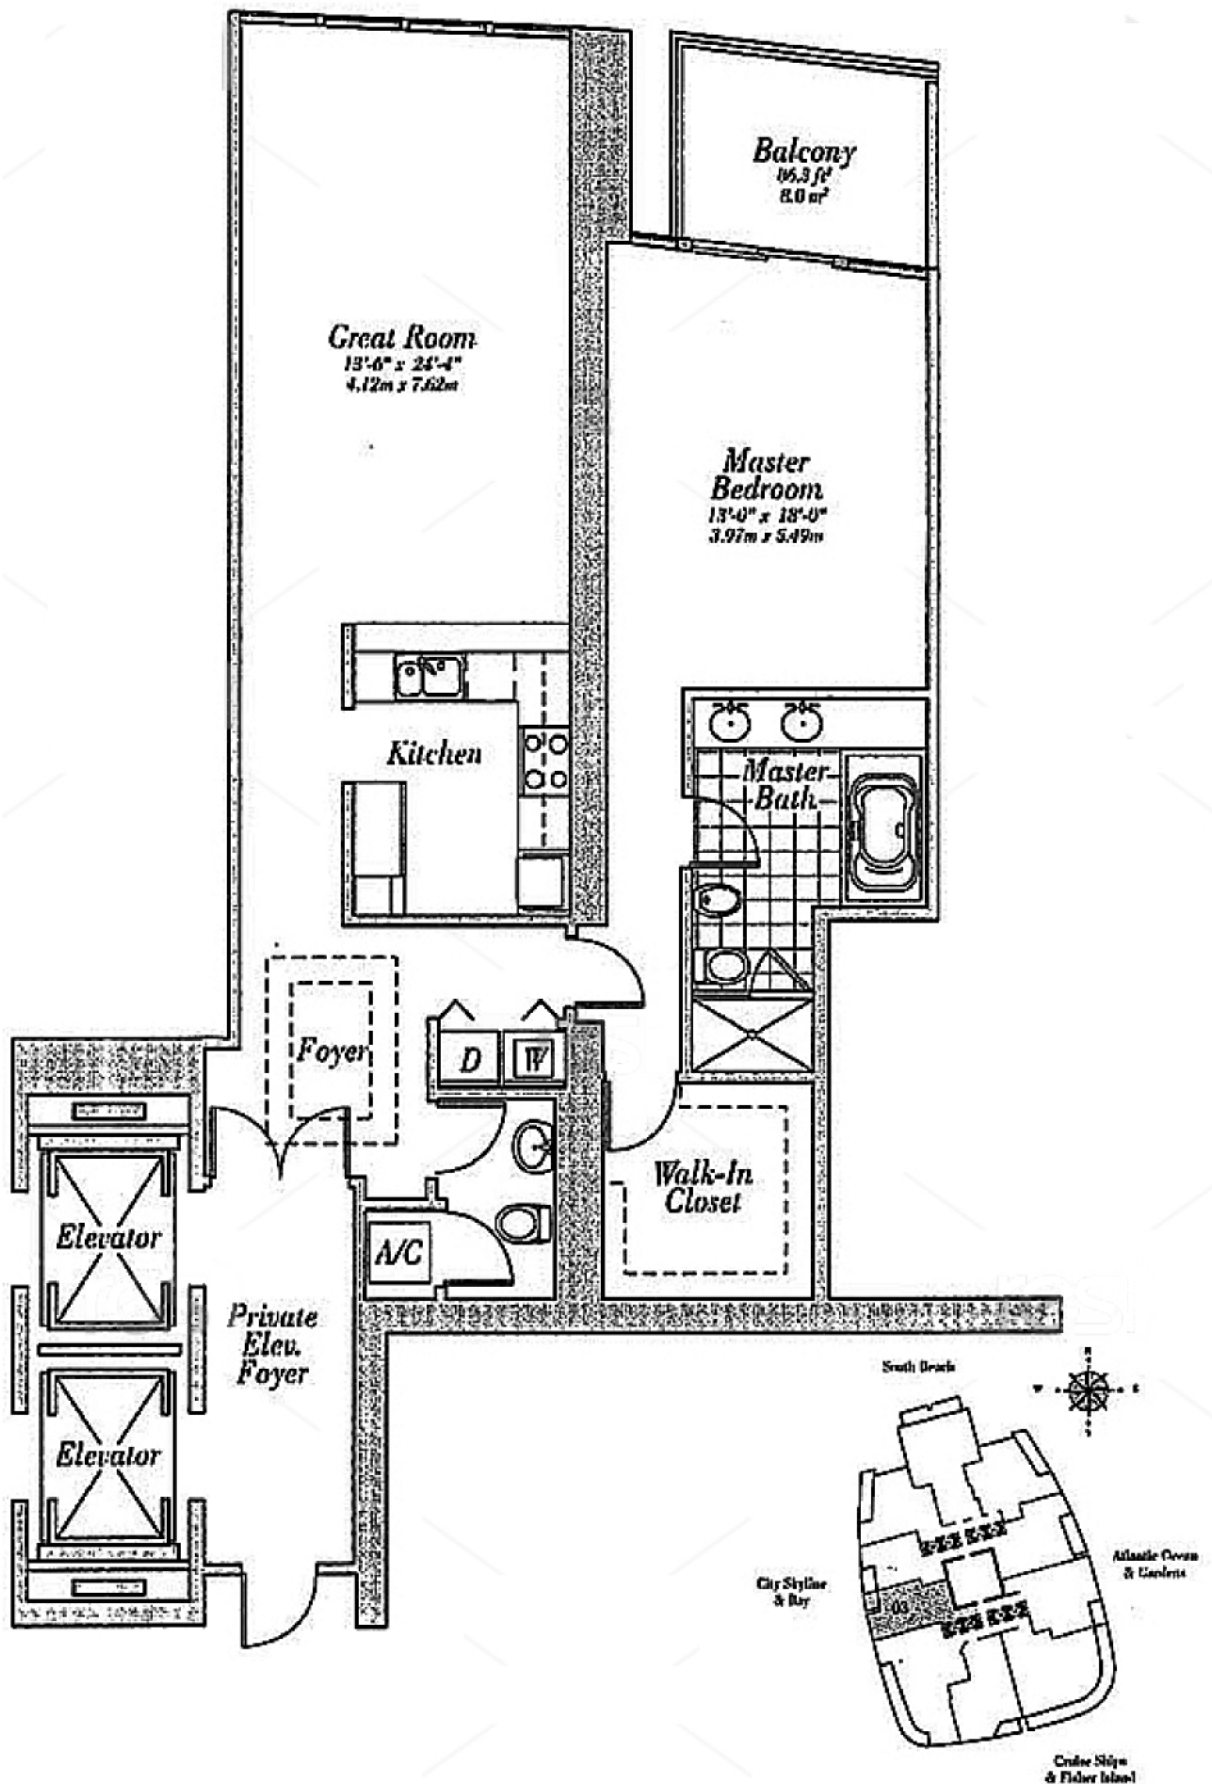 Balcony
86.3 ft²
8.0 m²
Great Room
13'-6" x 24'-4"
4.12m x 7.62m
Master
Bedroom
13'-0" x 18'-0"
3.97m x 5.49m
Kitchen
Master
Bath
Foyer
D
W
Walk-In
Closet
Elevator
A/C
Private
Elev.
Foyer
Elevator
South Beach
N
W
E
S
Atlantic Ocean
& Gardens
City Skyline
& Bay
03
Cruise Ships
& Fisher Island